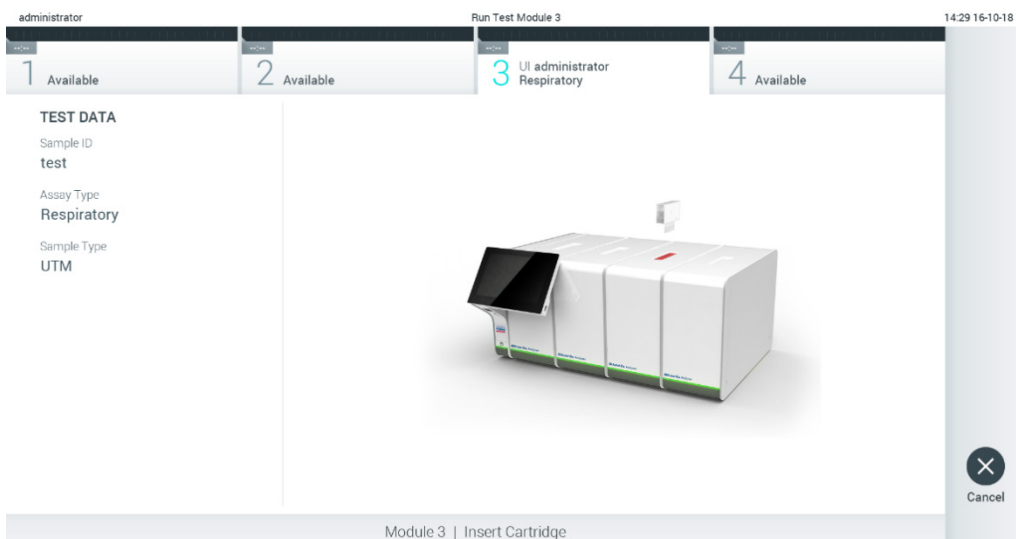 administrator
Run Test Module 3
14:29 16-10-18
1 Available
2 Available
3 UI administrator
Respiratory
4 Available
TEST DATA
Sample ID
test
Assay Type
Respiratory
Sample Type
UTM
Cancel
Module 3 | Insert Cartridge